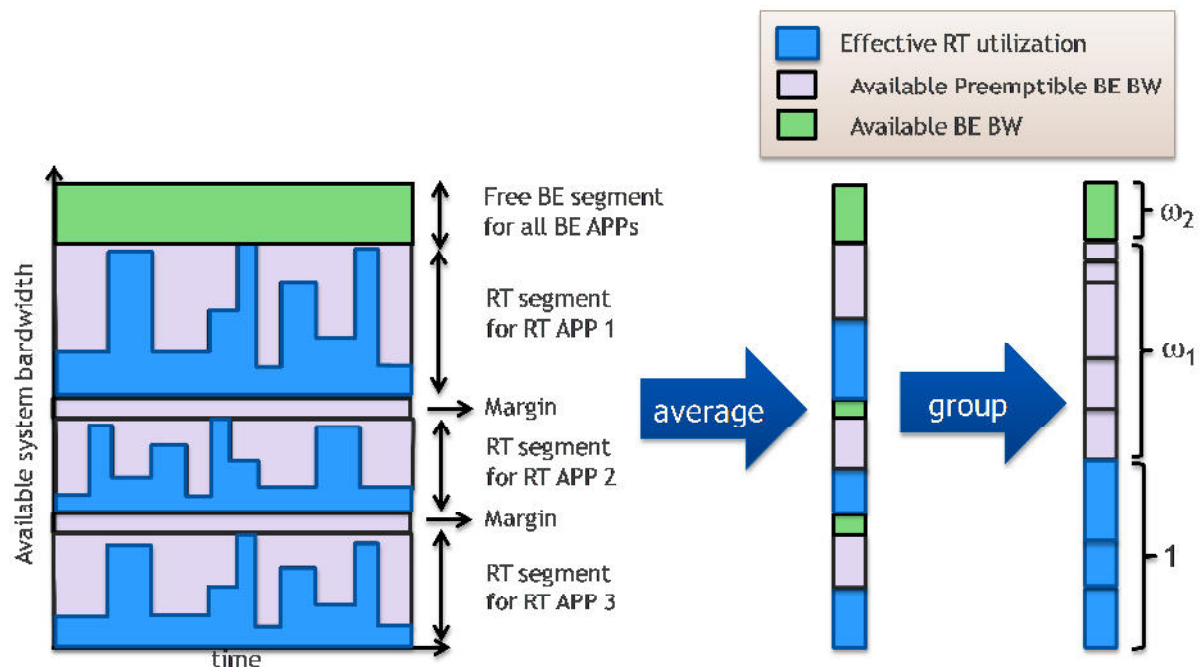 Effective RT utilization
Available Preemptible BE BW
Available BE BW
Available system bardwidth
time
Free BE segment
for all BE APPs
RT segment
for RT APP 1
Margin
RT segment
for RT APP 2
Margin
RT segment
for RT APP 3
average
group
ω2
ω1
1